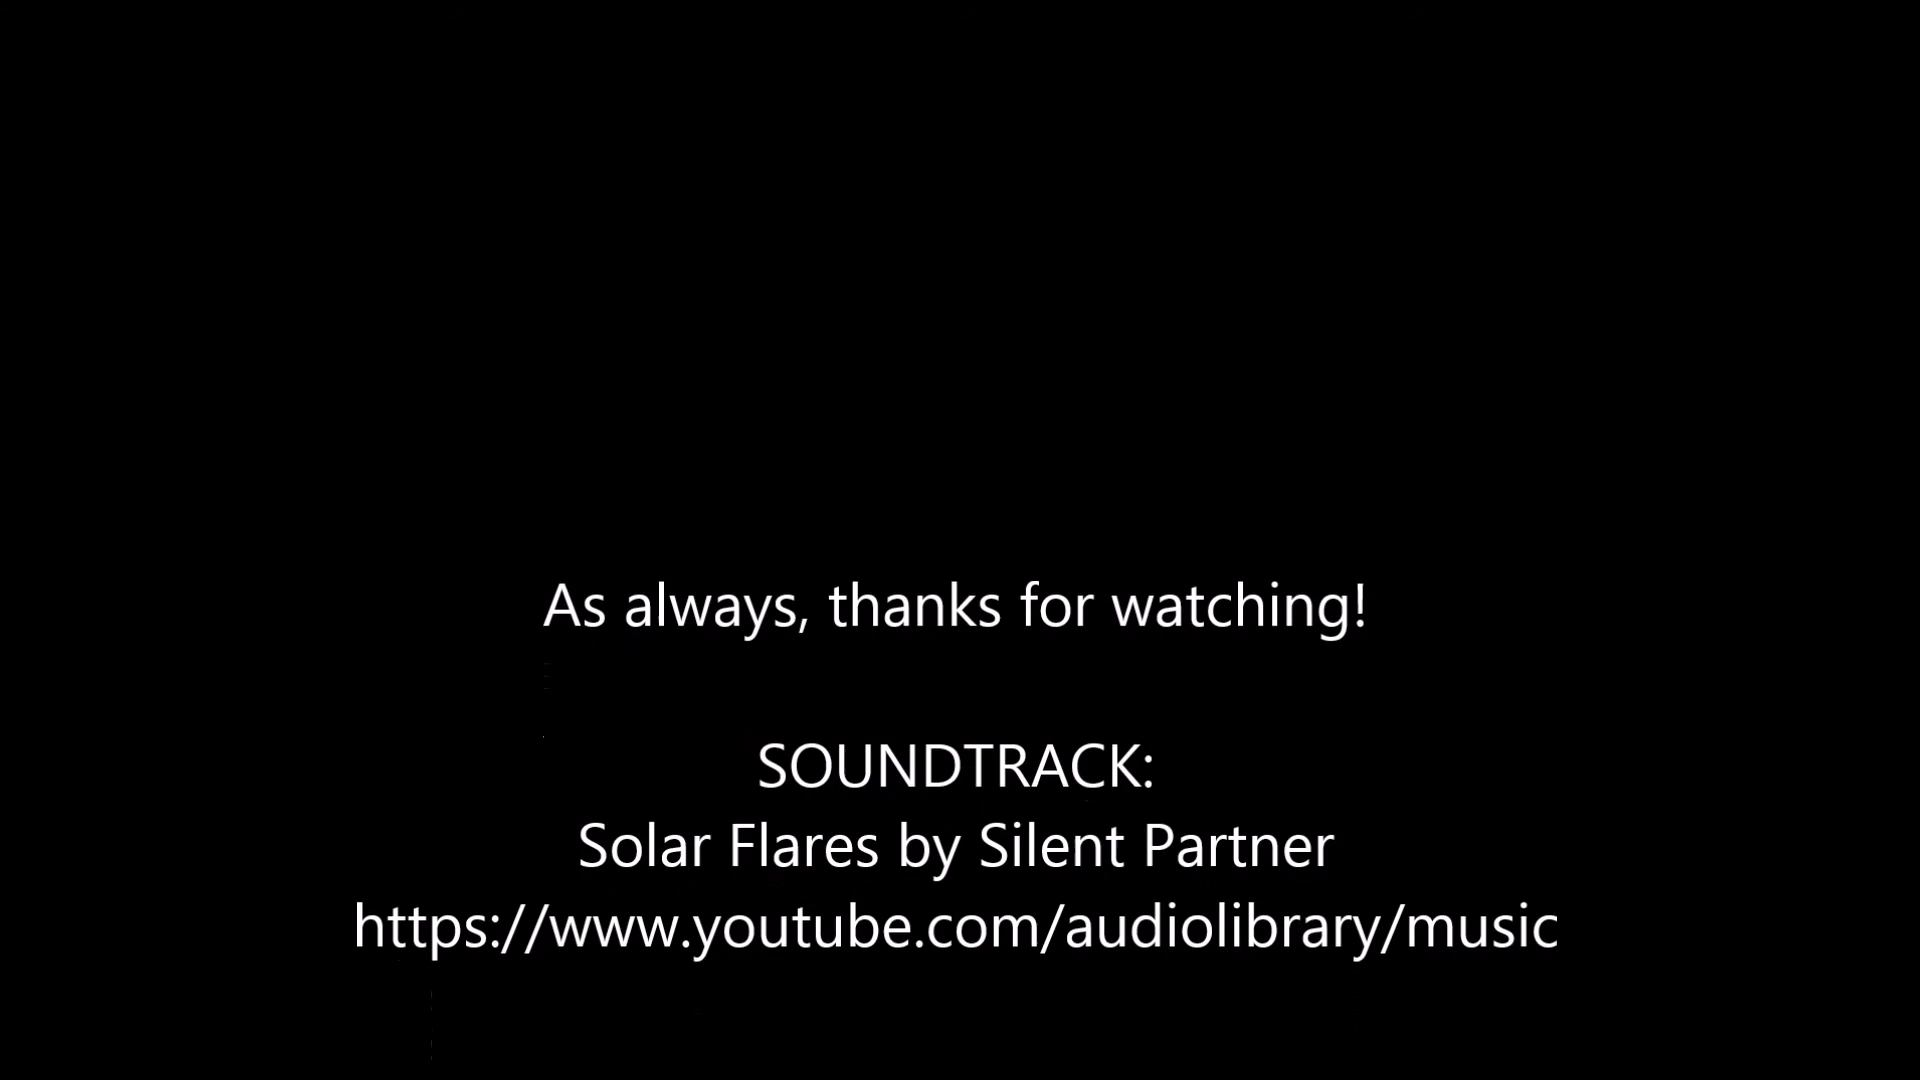 As always, thanks for watching!
SOUNDTRACK:
Solar Flares by Silent Partner
https://www.youtube.com/audiolibrary/music